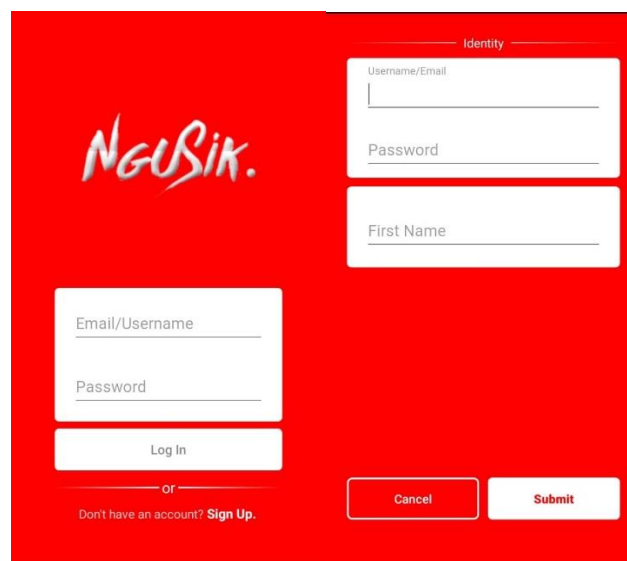 NGUSIK.
Email/Username
Password
Log In
or
Don't have an account? Sign Up.
Identity
Username/Email
Password
First Name
Cancel
Submit